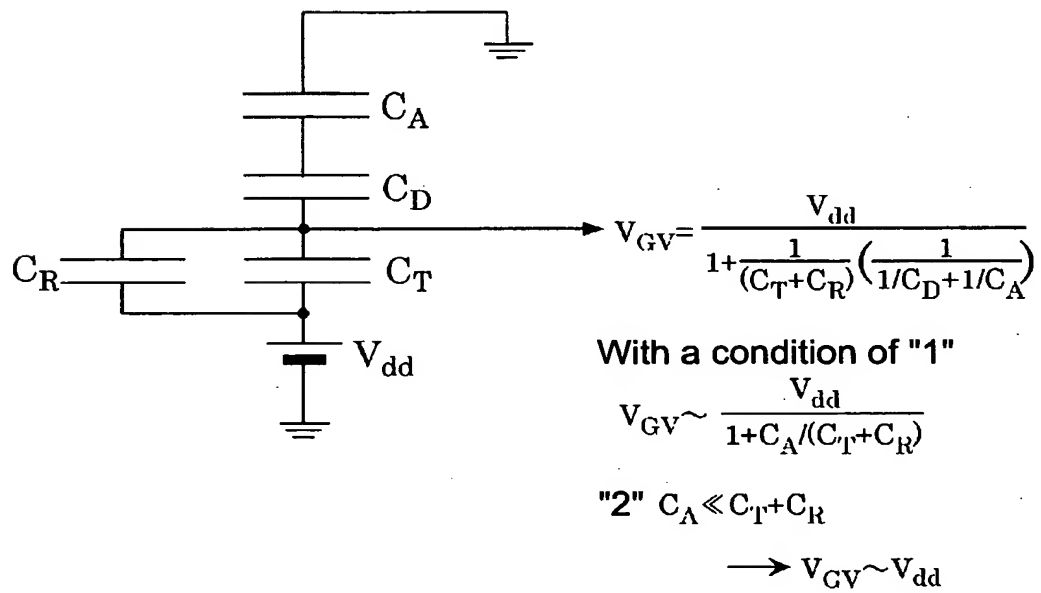 C_A
C_D
C_R
C_T
V_dd
V_GV = V_dd / (1+ 1/(C_T+C_R) (1/(1/C_D+1/C_A)))
With a condition of "1"
V_GV ~ V_dd / (1+C_A/(C_T+C_R))
"2" C_A ≪ C_T+C_R
→ V_GV ~ V_dd